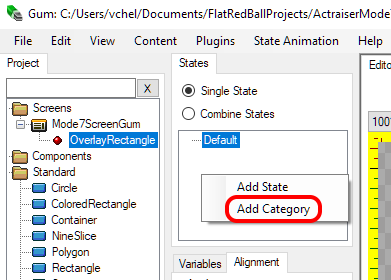 Gum: C:/Users/vchel/Documents/FlatRedBallProjects/ActraiserMode
File Edit View Content Plugins State Animation Help
Project:
X
Screens
Mode7ScreenGum
OverlayRectangle
Components
Standard
Circle
ColoredRectangle
Container
NineSlice
Polygon
Rectangle
States
Single State
Combine States
Default
Add State
Add Category
Variables Alignment
Edito
100